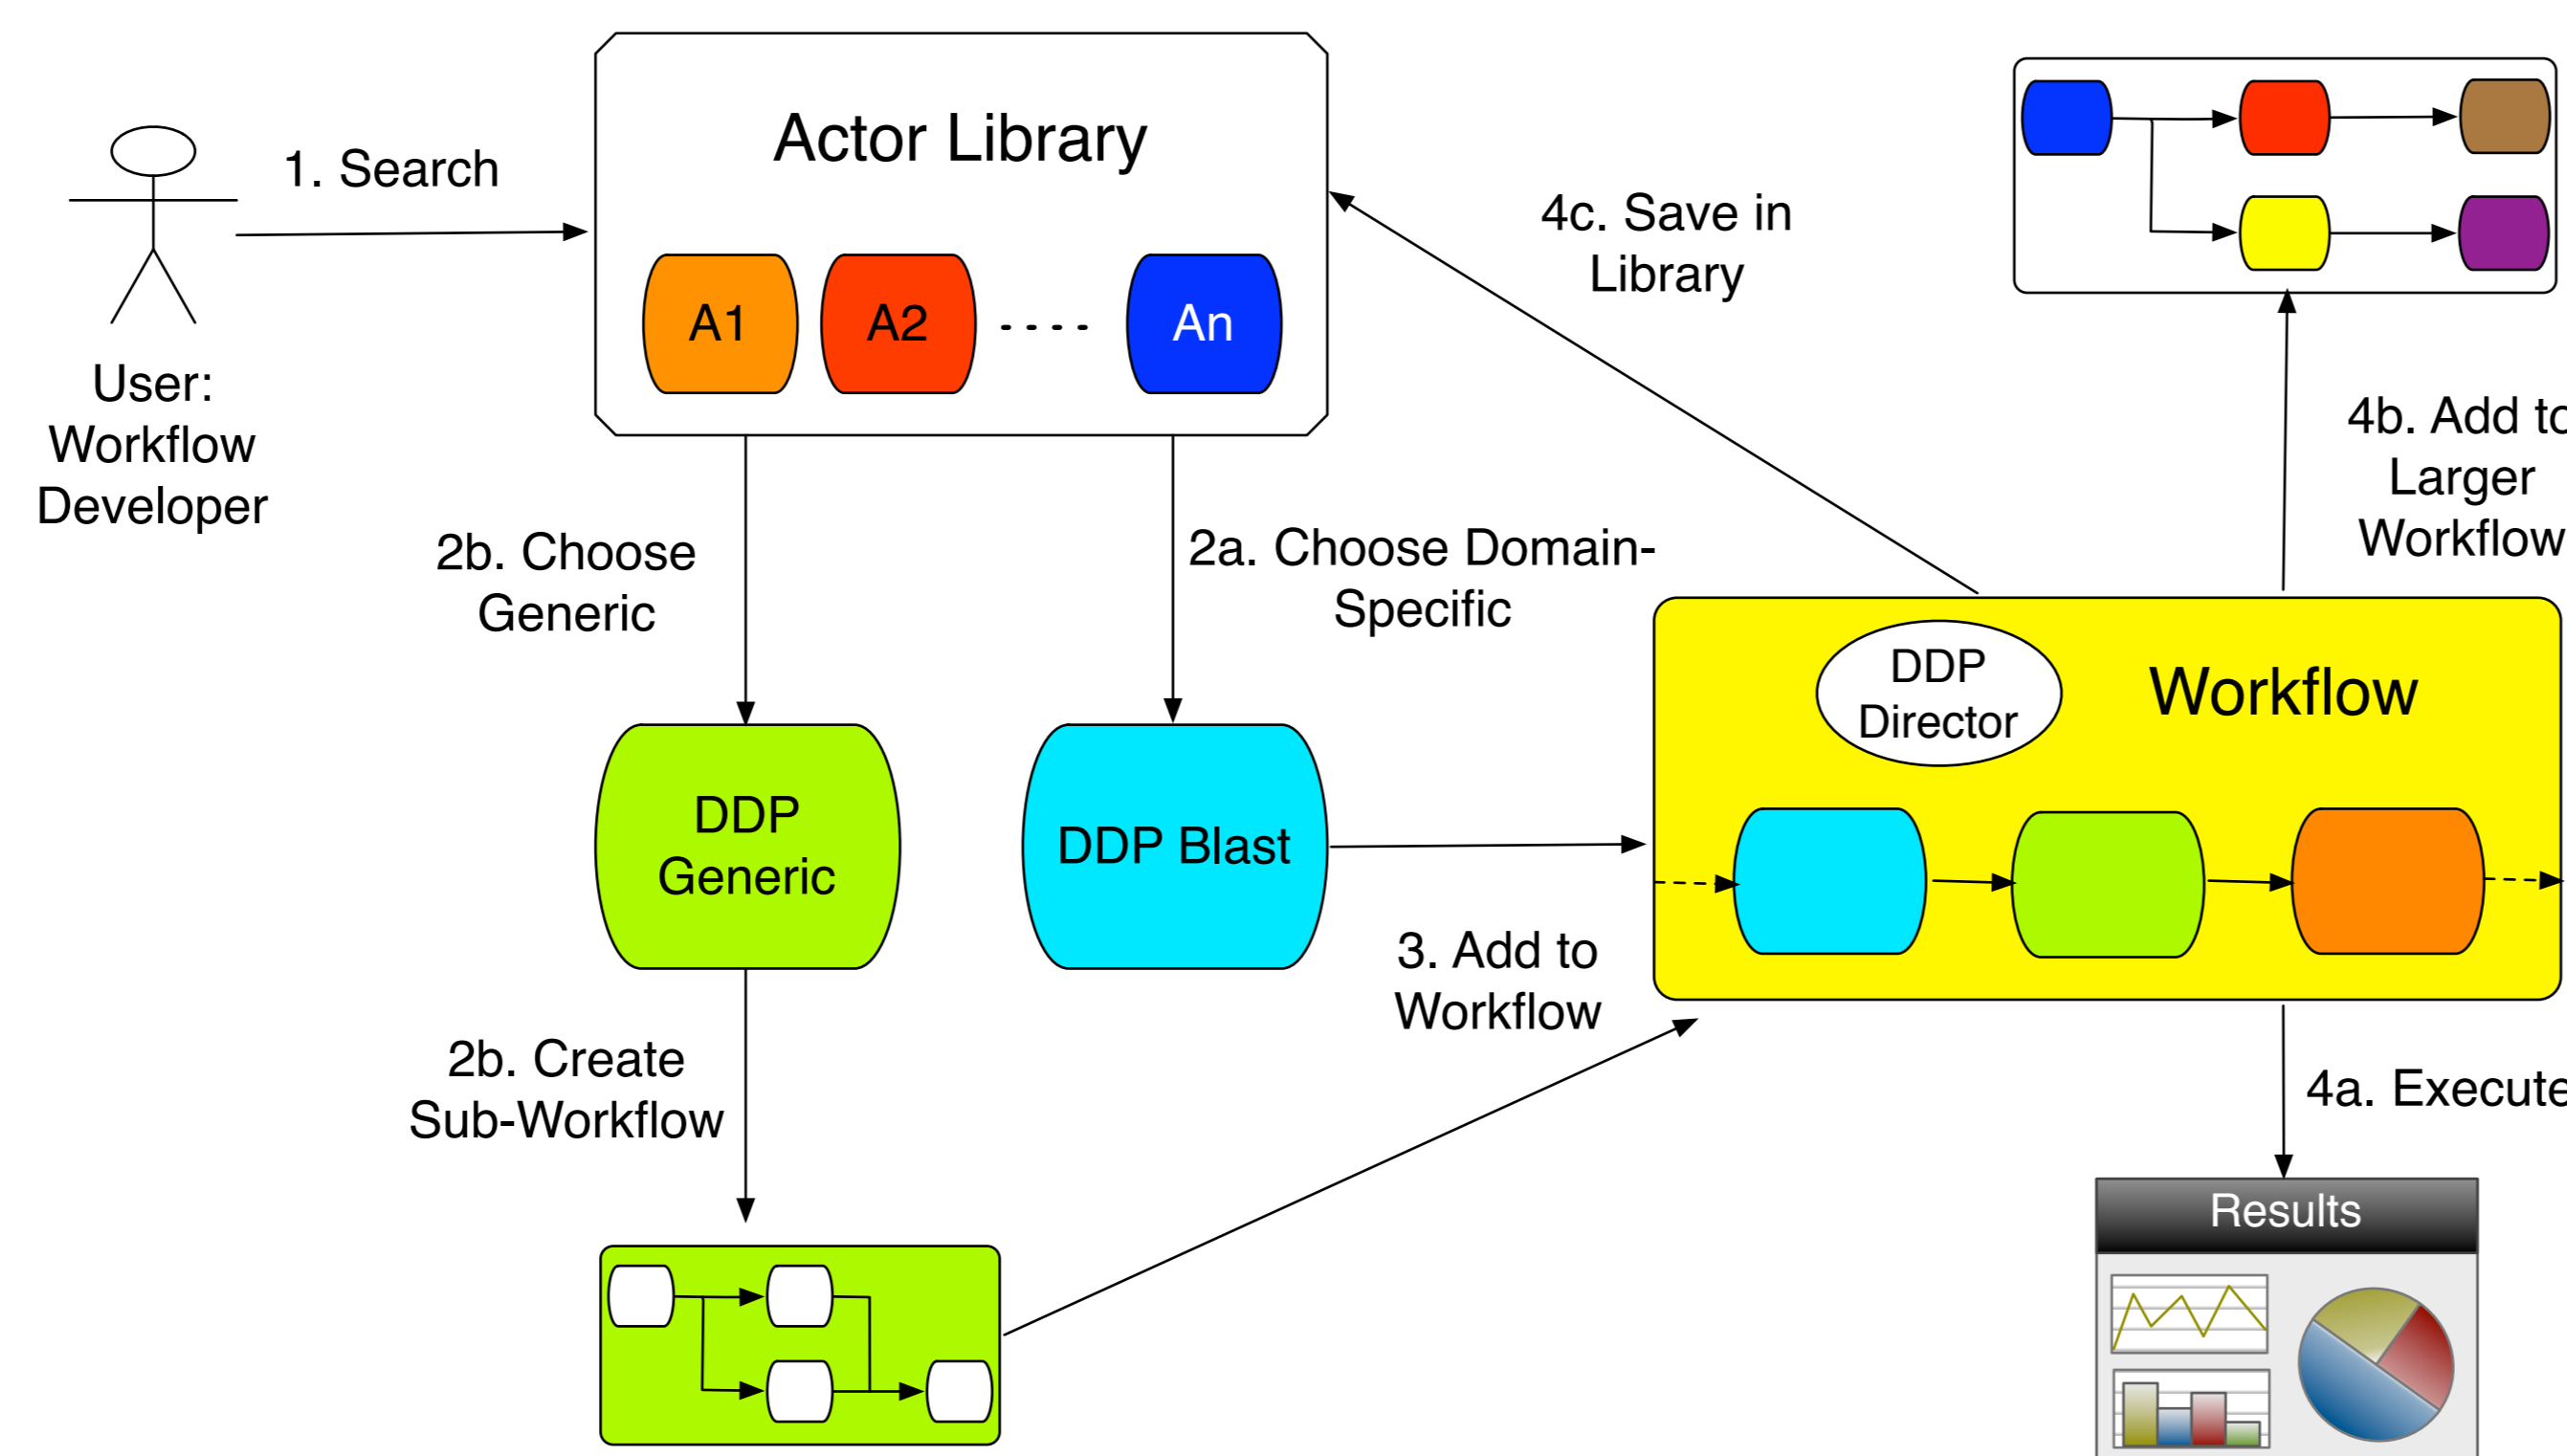 1. Search
User:
Workflow
Developer
Actor Library
A1
A2
An
2b. Choose
Generic
2a. Choose Domain-
Specific
4c. Save in
Library
4b. Add to
Larger
Workflow
DDP
Generic
DDP Blast
DDP
Director
Workflow
3. Add to
Workflow
2b. Create
Sub-Workflow
4a. Execute
Results